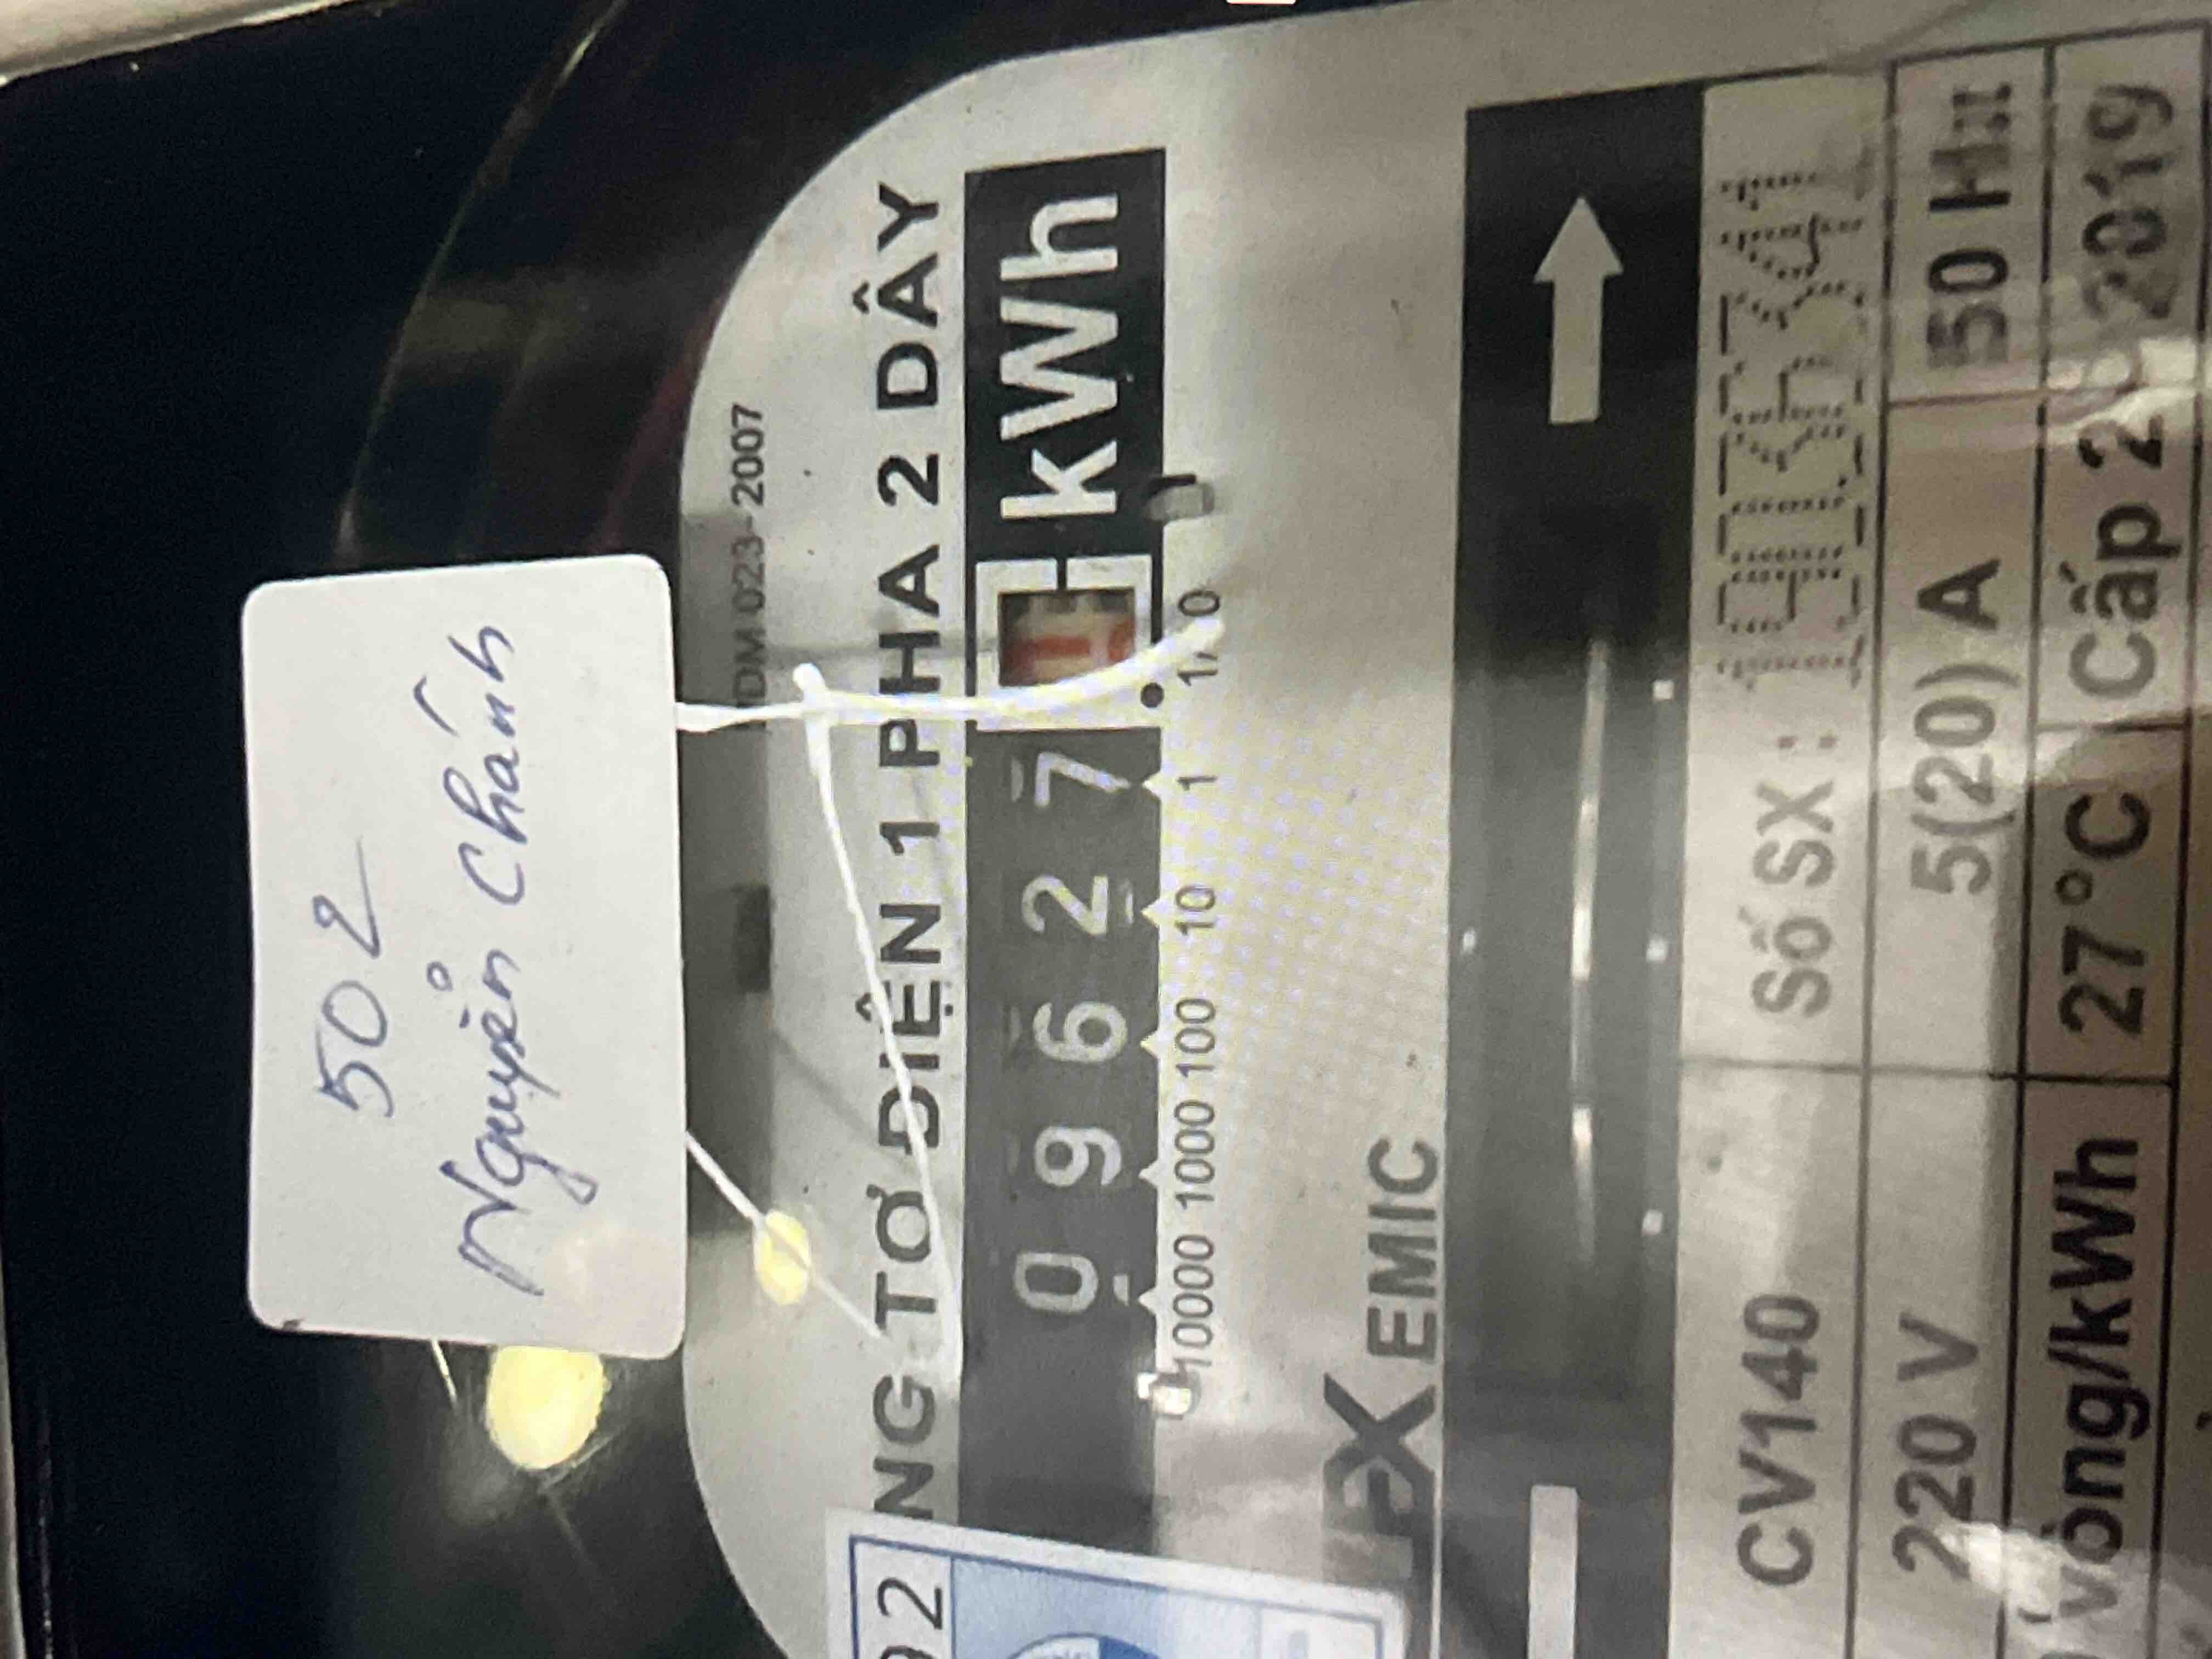 502
Nguyễn Chánh
ĐLVN/PDM 023-2007
NG TƠ ĐIỆN 1 PHA 2 DÂY
0 9 6 2 7
kWh
10000 1000 100 10 1 1/10
EMIC
CV140
Số SX :
220 V
5(20) A
50 Hz
vòng/kWh
27°C
Cấp 2
2019